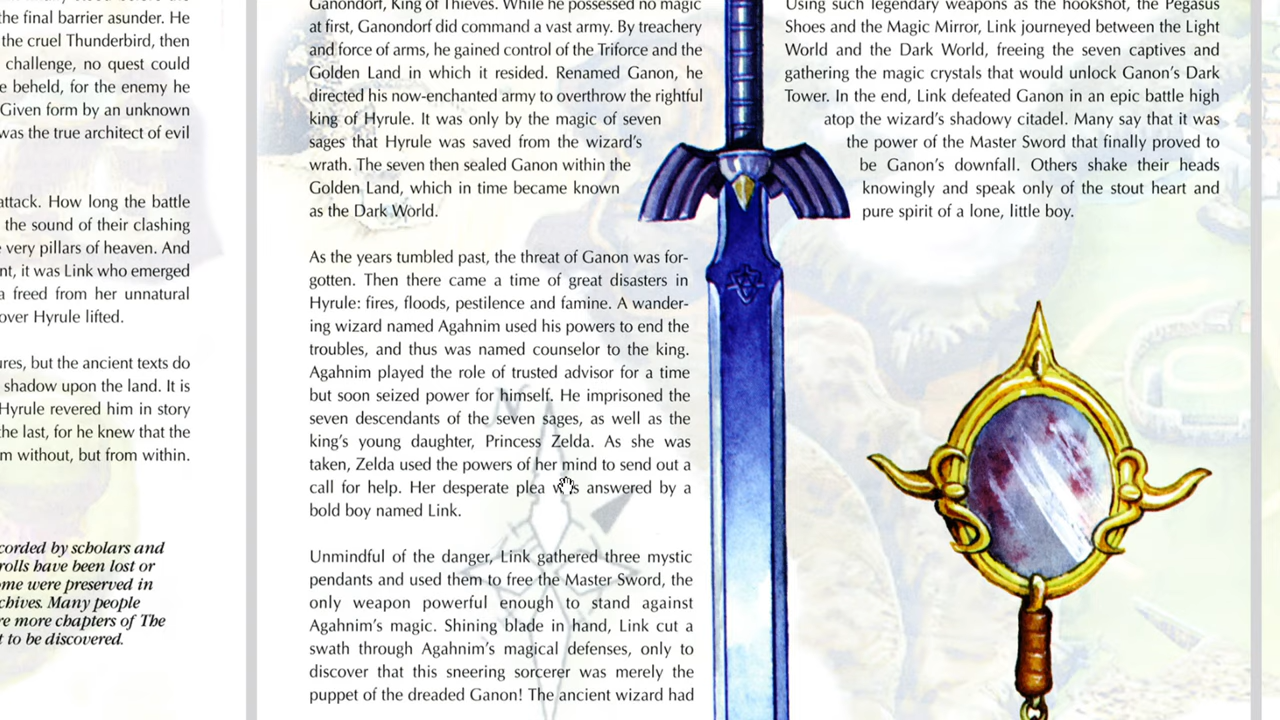 the final barrier asunder. He
the cruel Thunderbird, then
challenge, no quest could
beheld, for the enemy he
Given form by an unknown
was the true architect of evil
attack. How long the battle
the sound of their clashing
very pillars of heaven. And
it was Link who emerged
freed from her unnatural
over Hyrule lifted.
but the ancient texts do
shadow upon the land. It is
Hyrule revered him in story
the last, for he knew that the
without, but from within.
scholars and
have been lost or
were preserved in
Many people
more chapters of The
to be discovered.
Ganondorf, King of Thieves. While he possessed no magic
at first, Ganondorf did command a vast army. By treachery
and force of arms, he gained control of the Triforce and the
Golden Land in which it resided. Renamed Ganon, he
directed his now-enchanted army to overthrow the rightful
king of Hyrule. It was only by the magic of seven
sages that Hyrule was saved from the wizard's
wrath. The seven then sealed Ganon within the
Golden Land, which in time became known
as the Dark World.
As the years tumbled past, the threat of Ganon was for-
gotten. Then there came a time of great disasters in
Hyrule: fires, floods, pestilence and famine. A wander-
ing wizard named Agahnim used his powers to end the
troubles, and thus was named counselor to the king.
Agahnim played the role of trusted advisor for a time
but soon seized power for himself. He imprisoned the
seven descendants of the seven sages, as well as the
king's young daughter, Princess Zelda. As she was
taken, Zelda used the powers of her mind to send out a
call for help. Her desperate plea was answered by a
bold boy named Link.
Unmindful of the danger, Link gathered three mystic
pendants and used them to free the Master Sword, the
only weapon powerful enough to stand against
Agahnim's magic. Shining blade in hand, Link cut a
swath through Agahnim's magical defenses, only to
discover that this sneering sorcerer was merely the
puppet of the dreaded Ganon! The ancient wizard had
Using such legendary weapons as the hookshot, the Pegasus
Shoes and the Magic Mirror, Link journeyed between the Light
World and the Dark World, freeing the seven captives and
gathering the magic crystals that would unlock Ganon's Dark
Tower. In the end, Link defeated Ganon in an epic battle high
atop the wizard's shadowy citadel. Many say that it was
the power of the Master Sword that finally proved to
be Ganon's downfall. Others shake their heads
knowingly and speak only of the stout heart and
pure spirit of a lone, little boy.